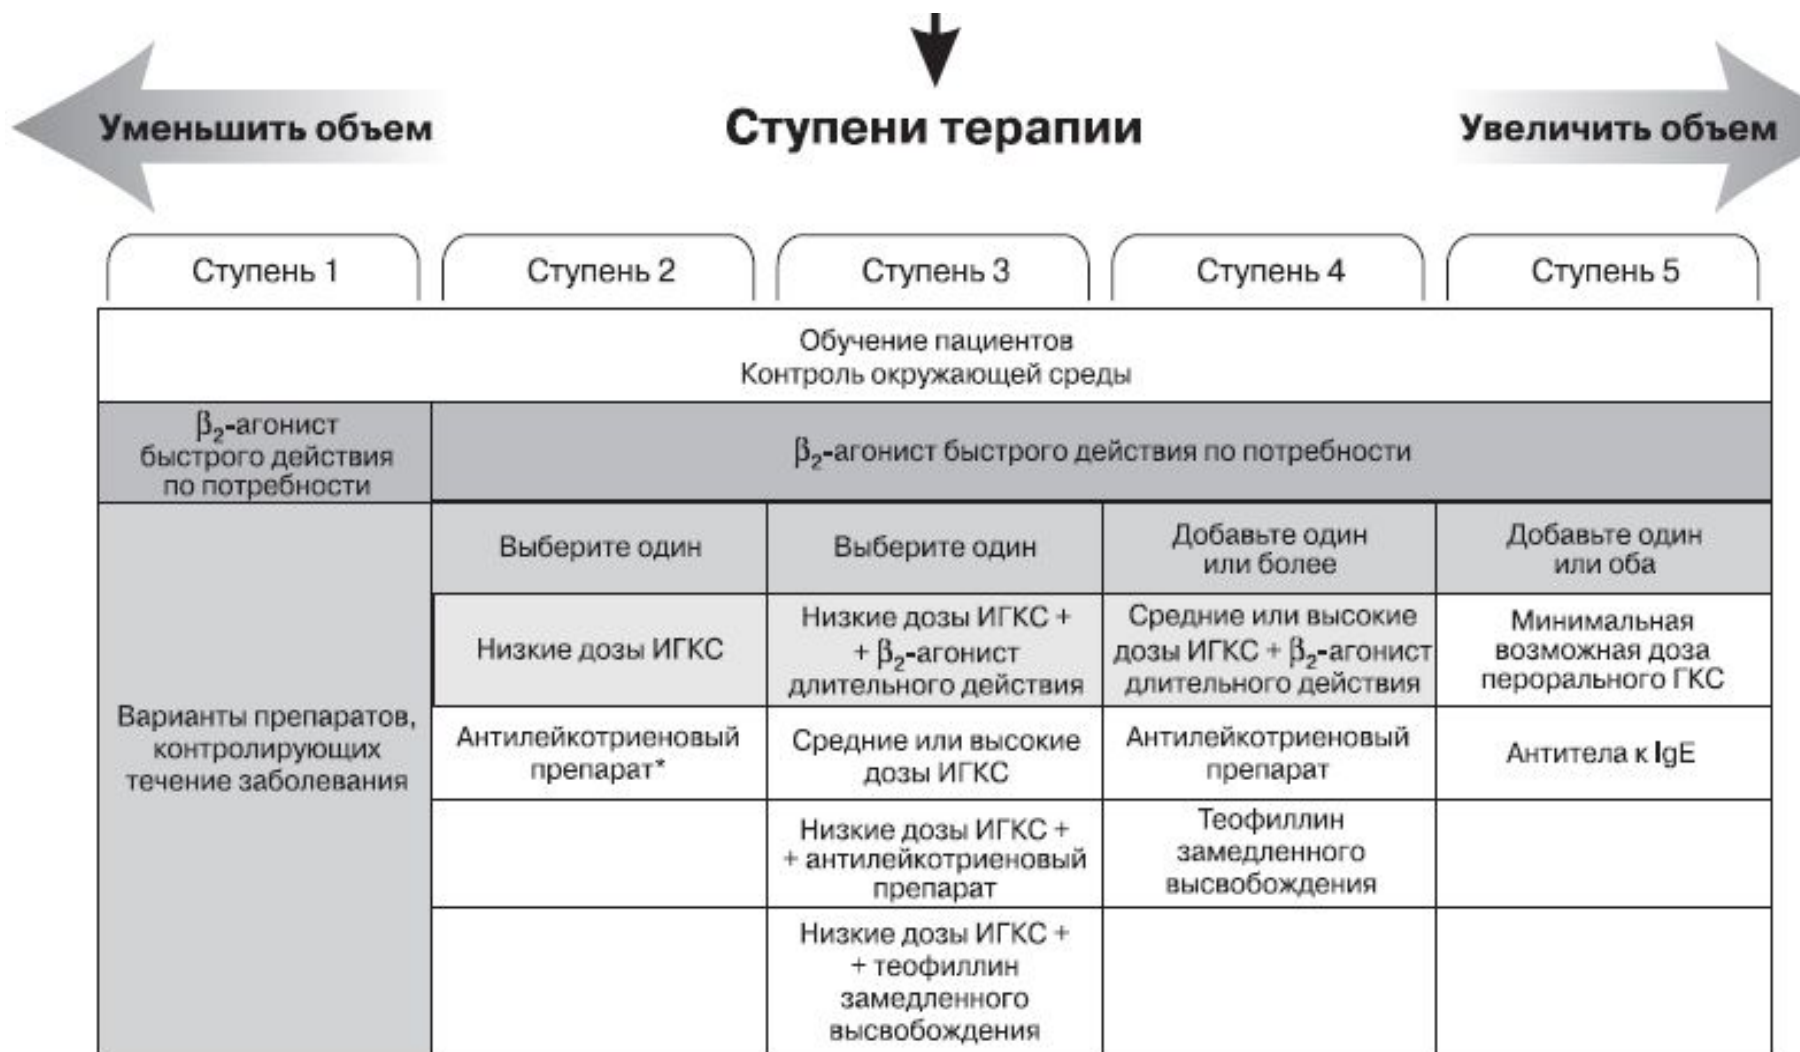 Уменьшить объем
Ступени терапии
Увеличить объем
Ступень 1
Ступень 2
Ступень 3
Ступень 4
Ступень 5
Обучение пациентов
Контроль окружающей среды
β₂-агонист
быстрого действия
по потребности
β₂-агонист быстрого действия по потребности
Варианты препаратов,
контролирующих
течение заболевания
Выберите один
Выберите один
Добавьте один
или более
Добавьте один
или оба
Низкие дозы ИГКС
Низкие дозы ИГКС +
+ β₂-агонист
длительного действия
Средние или высокие
дозы ИГКС + β₂-агонист
длительного действия
Минимальная
возможная доза
перорального ГКС
Антилейкотриеновый
препарат*
Средние или высокие
дозы ИГКС
Антилейкотриеновый
препарат
Антитела к IgE
Низкие дозы ИГКС +
+ антилейкотриеновый
препарат
Теофиллин
замедленного
высвобождения
Низкие дозы ИГКС +
+ теофиллин
замедленного
высвобождения